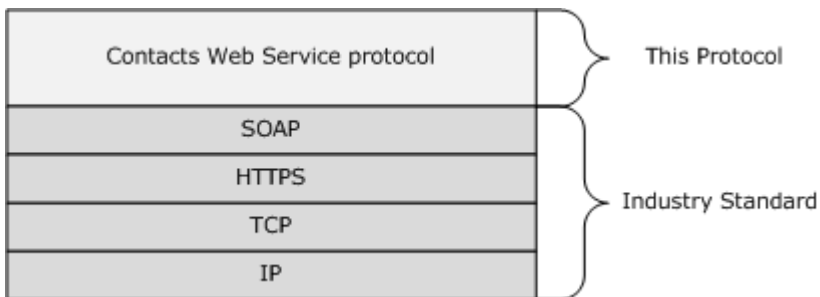 Contacts Web Service protocol
This Protocol
SOAP
HTTPS
TCP
IP
Industry Standard